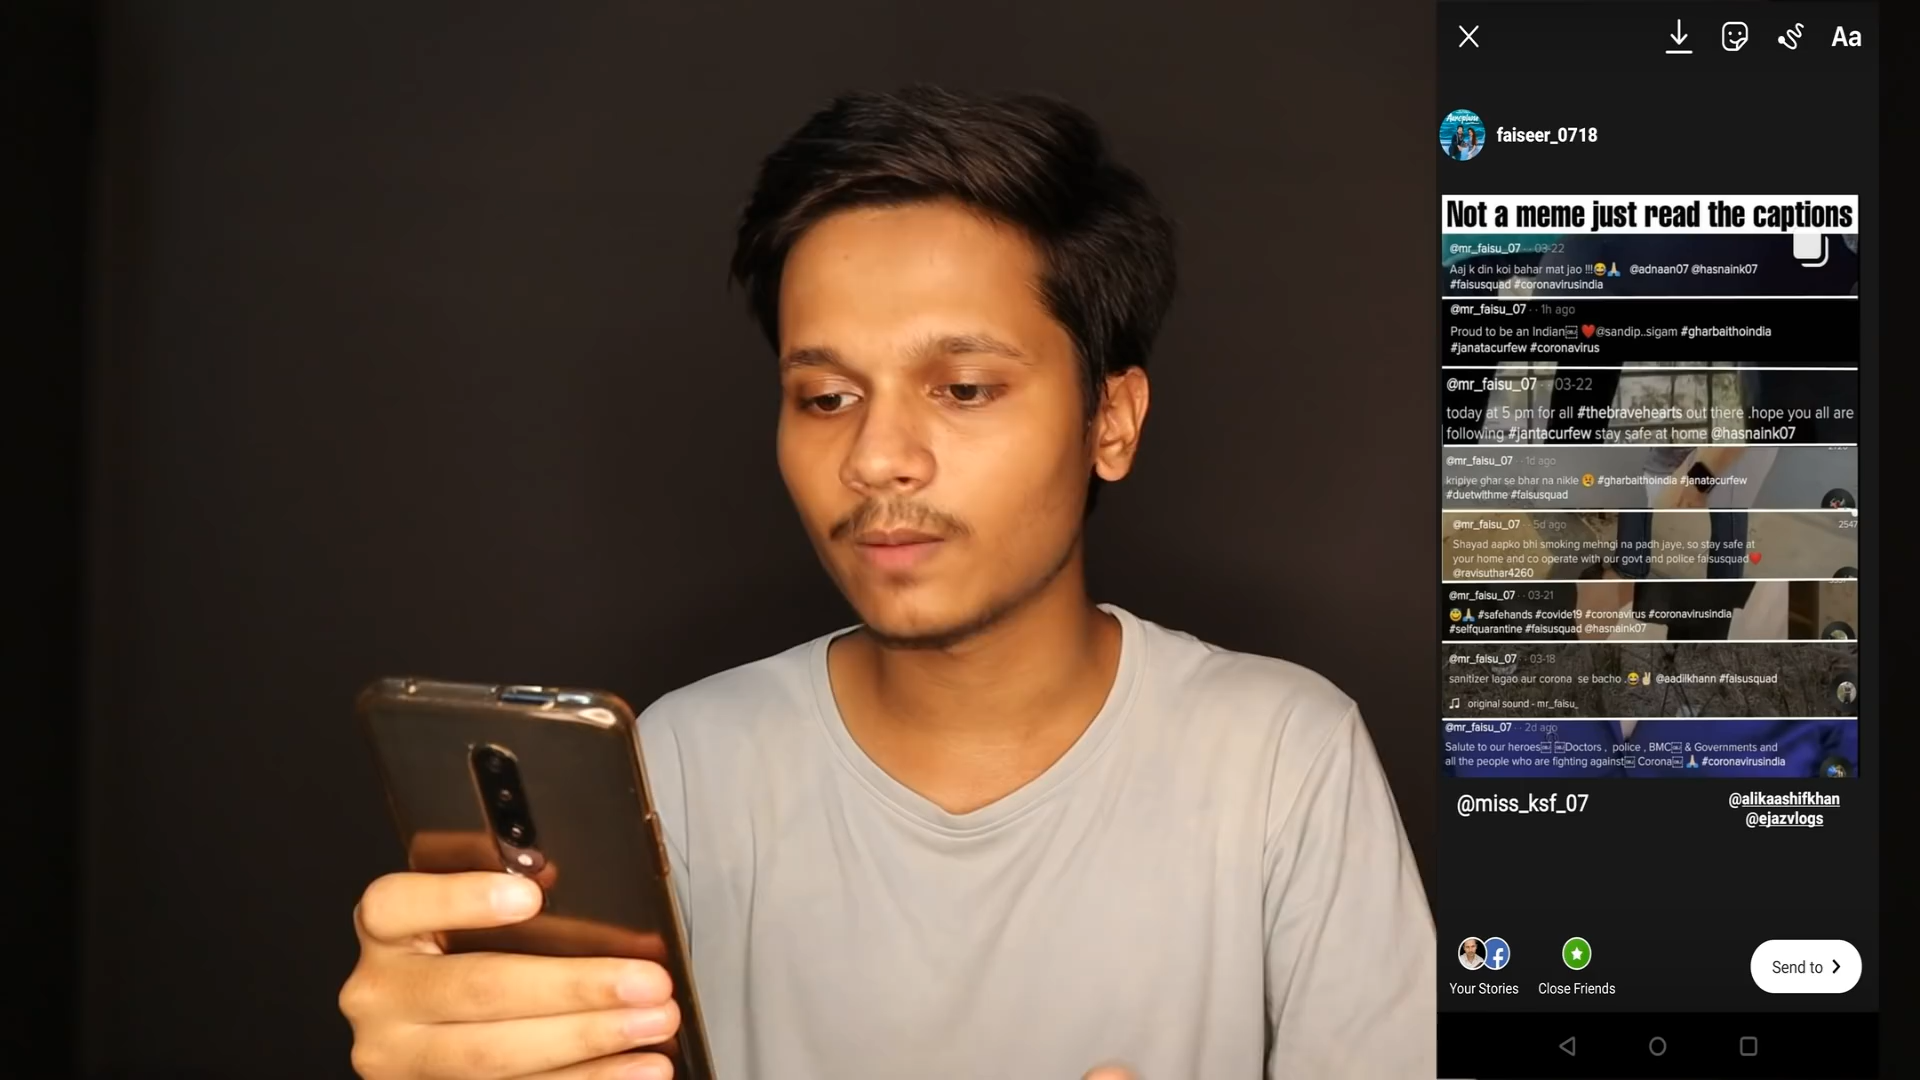 Aa
faiseer_0718
Not a meme just read the captions
@mr_faisu_07 · 03-22
Aaj k din koi bahar mat jao !!!😂🙏 @adnaan07 @hasnaink07
#faisusquad #coronavirusindia
@mr_faisu_07 · 1h ago
Proud to be an Indian ❤️@sandip..sigam #gharbaithoindia
#janatacurfew #coronavirus
@mr_faisu_07 · 03-22
today at 5 pm for all #thebravehearts out there .hope you all are
following #jantacurfew stay safe at home @hasnaink07
@mr_faisu_07 · 1d ago
kripiye ghar se bhar na nikle 😢 #gharbaithoindia #janatacurfew
#duetwithme #faisusquad
@mr_faisu_07 · 5d ago
2547
Shayad aapko bhi smoking mehngi na padh jaye, so stay safe at
your home and co operate with our govt and police faisusquad❤️
@ravisuthar4260
@mr_faisu_07 · 03-21
😇🙏 #safehands #covide19 #coronavirus #coronavirusindia
#selfquarantine #faisusquad @hasnaink07
@mr_faisu_07 · 03-18
sanitizer lagao aur corona se bacho .😂✌️ @aadilkhann #faisusquad
original sound - mr_faisu_
@mr_faisu_07 · 2d ago
Salute to our heroes Doctors , police , BMC & Governments and
all the people who are fighting against Corona 🙏 #coronavirusindia
@miss_ksf_07
@alikaashifkhan
@ejazvlogs
Your Stories
Close Friends
Send to